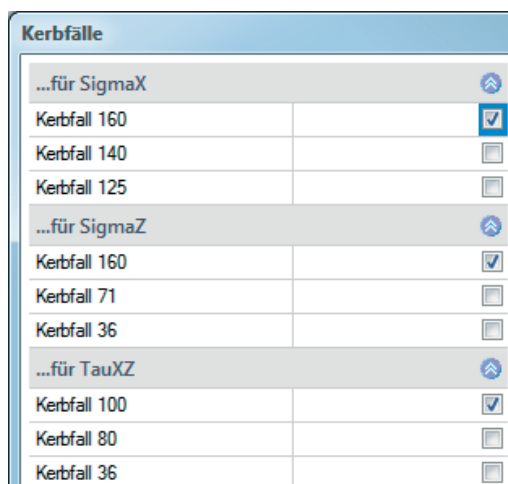 Kerbfälle
...für SigmaX
Kerbfall 160
Kerbfall 140
Kerbfall 125
...für SigmaZ
Kerbfall 160
Kerbfall 71
Kerbfall 36
...für TauXZ
Kerbfall 100
Kerbfall 80
Kerbfall 36